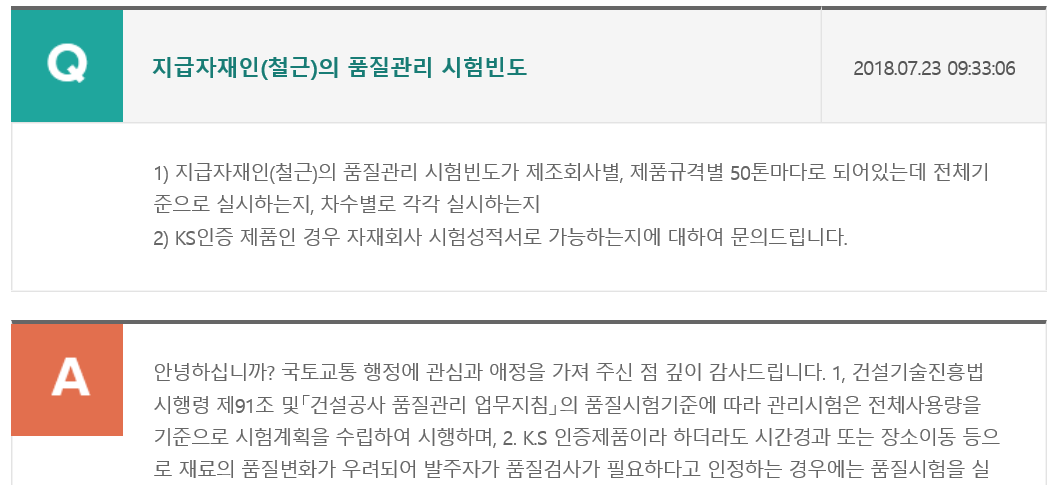 Q
지급자재인(철근)의 품질관리 시험빈도
2018.07.23 09:33:06
1) 지급자재인(철근)의 품질관리 시험빈도가 제조회사별, 제품규격별 50톤마다로 되어있는데 전체기
준으로 실시하는지, 차수별로 각각 실시하는지
2) KS인증 제품인 경우 자재회사 시험성적서로 가능하는지에 대하여 문의드립니다.
A
안녕하십니까? 국토교통 행정에 관심과 애정을 가져 주신 점 깊이 감사드립니다. 1, 건설기술진흥법
시행령 제91조 및「건설공사 품질관리 업무지침」의 품질시험기준에 따라 관리시험은 전체사용량을
기준으로 시험계획을 수립하여 시행하며, 2. K.S 인증제품이라 하더라도 시간경과 또는 장소이동 등으
로 재료의 품질변화가 우려되어 발주자가 품질검사가 필요하다고 인정하는 경우에는 품질시험을 실